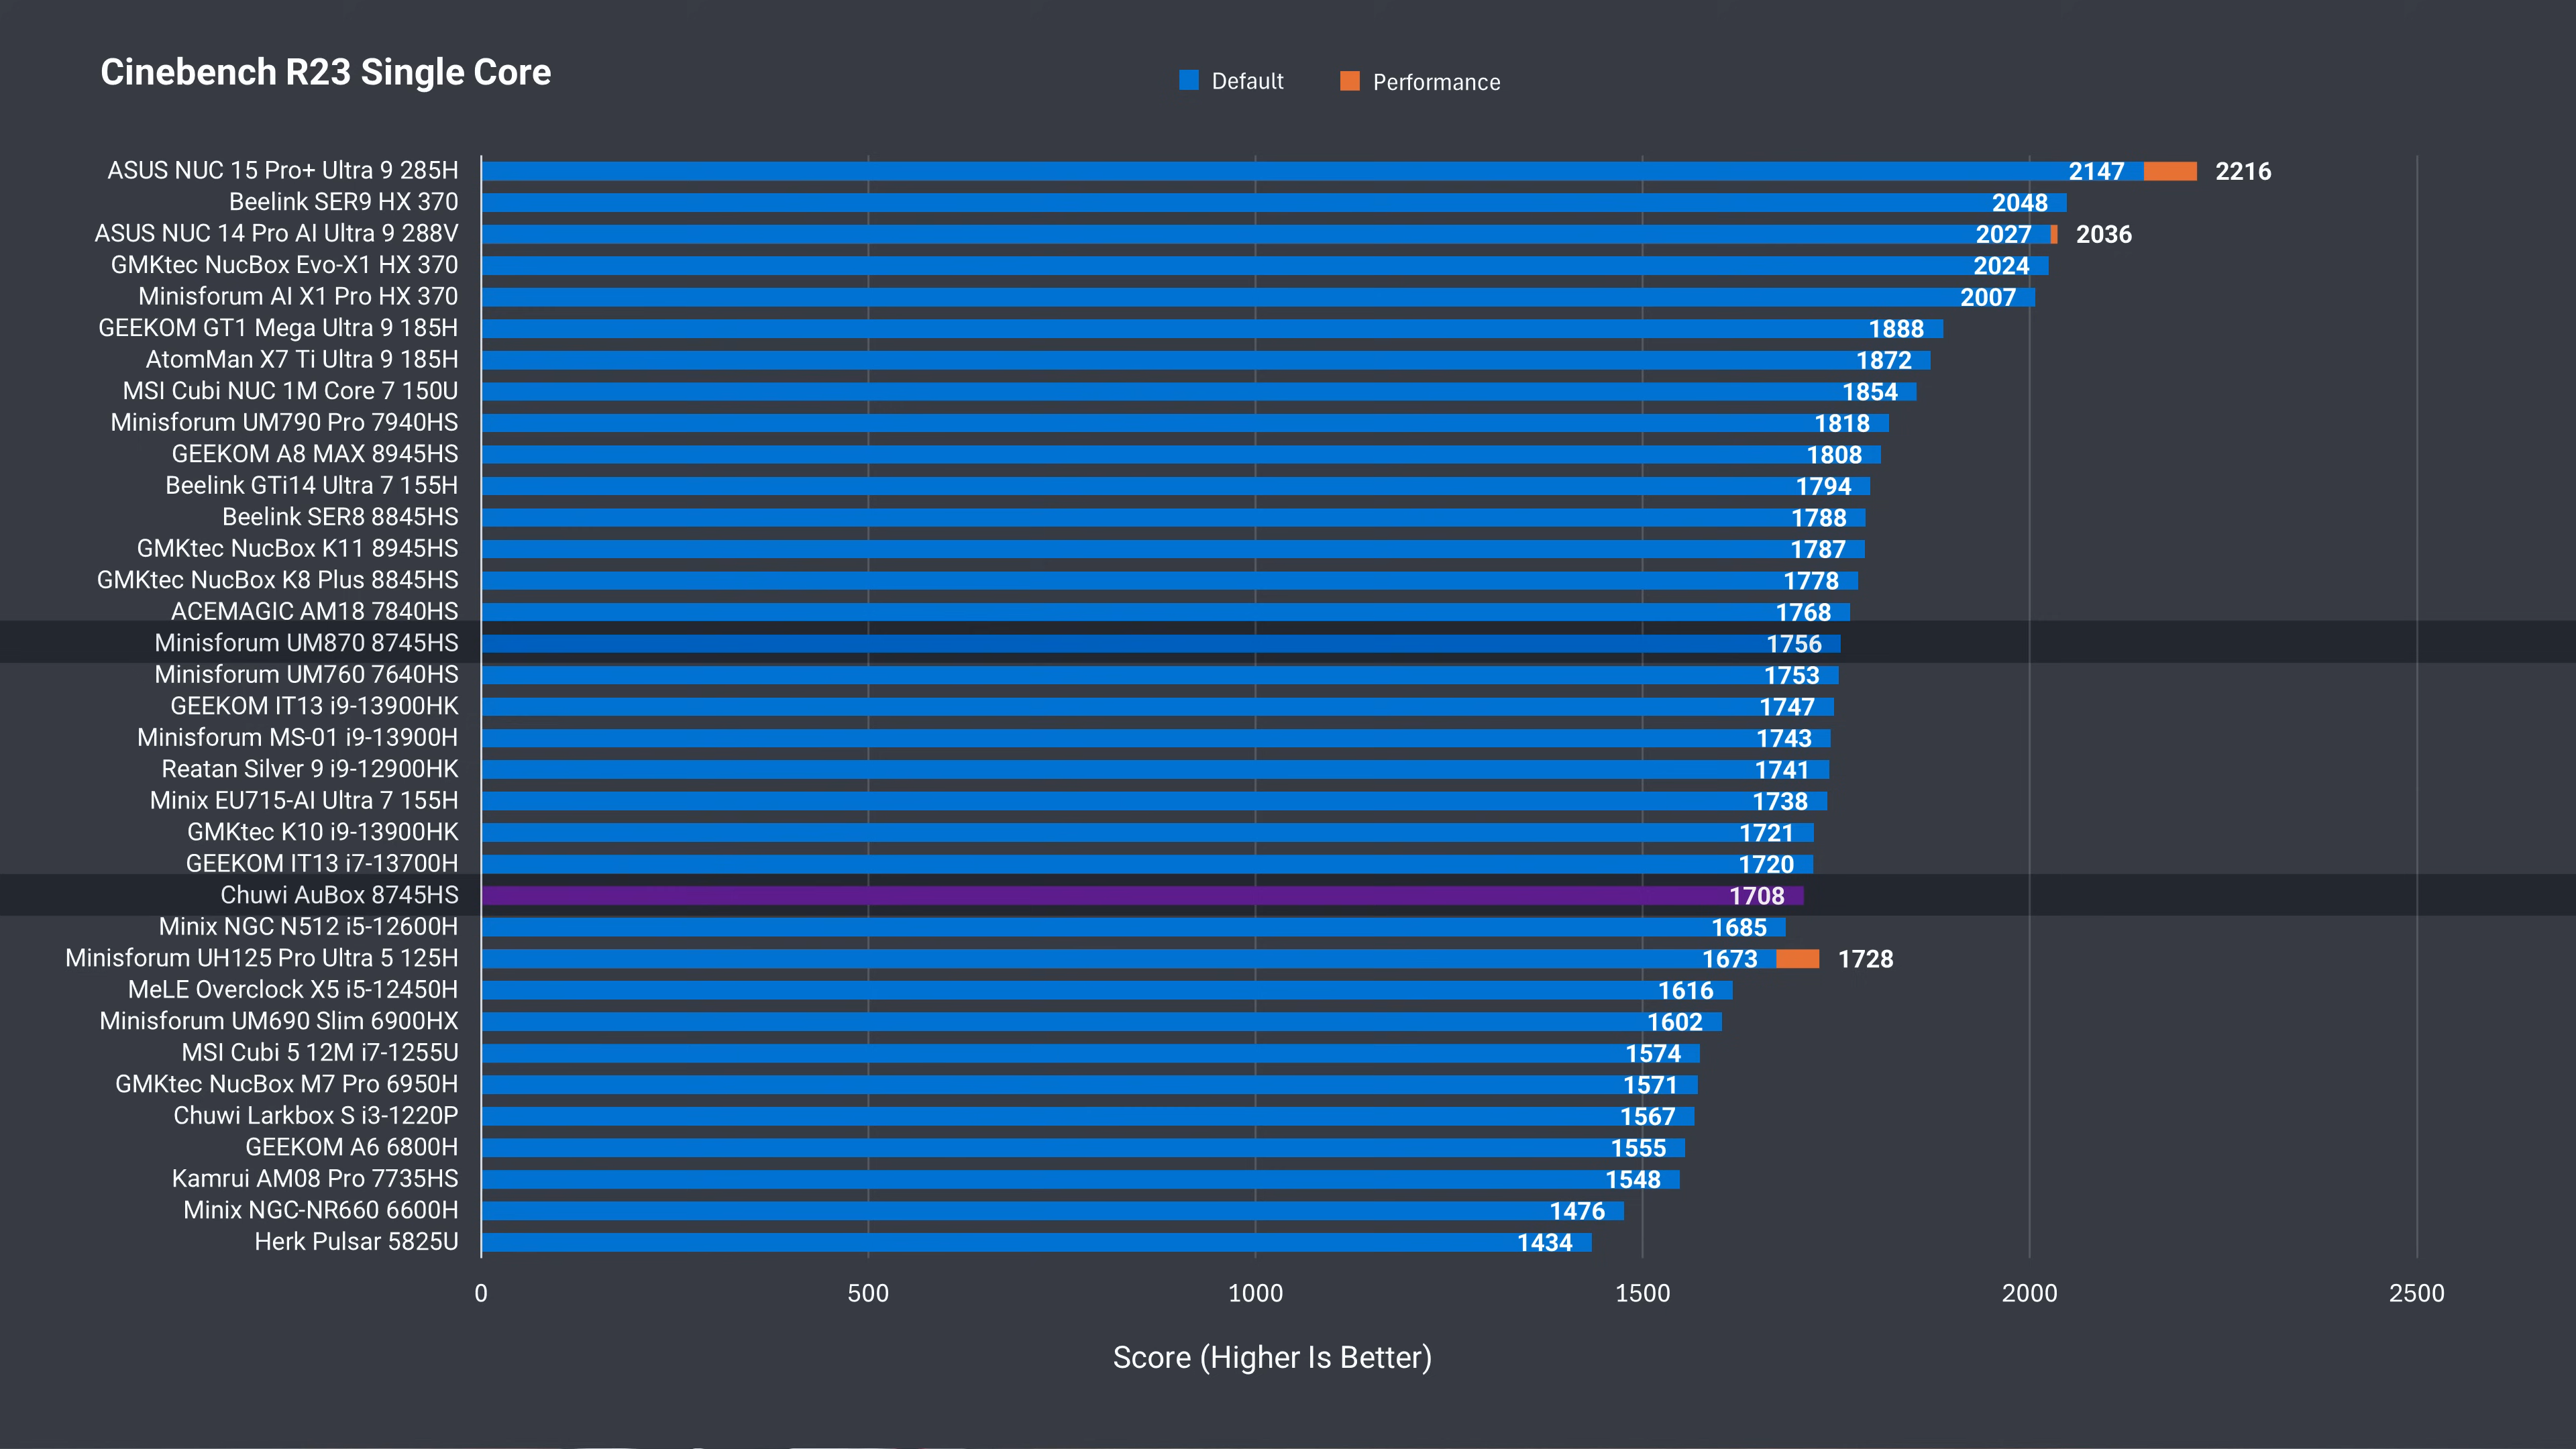 Cinebench R23 Single Core
Default Performance
ASUS NUC 15 Pro+ Ultra 9 285H 2147 2216
Beelink SER9 HX 370 2048
ASUS NUC 14 Pro AI Ultra 9 288V 2027 2036
GMKtec NucBox Evo-X1 HX 370 2024
Minisforum AI X1 Pro HX 370 2007
GEEKOM GT1 Mega Ultra 9 185H 1888
AtomMan X7 Ti Ultra 9 185H 1872
MSI Cubi NUC 1M Core 7 150U 1854
Minisforum UM790 Pro 7940HS 1818
GEEKOM A8 MAX 8945HS 1808
Beelink GTi14 Ultra 7 155H 1794
Beelink SER8 8845HS 1788
GMKtec NucBox K11 8945HS 1787
GMKtec NucBox K8 Plus 8845HS 1778
ACEMAGIC AM18 7840HS 1768
Minisforum UM870 8745HS 1756
Minisforum UM760 7640HS 1753
GEEKOM IT13 i9-13900HK 1747
Minisforum MS-01 i9-13900H 1743
Reatan Silver 9 i9-12900HK 1741
Minix EU715-AI Ultra 7 155H 1738
GMKtec K10 i9-13900HK 1721
GEEKOM IT13 i7-13700H 1720
Chuwi AuBox 8745HS 1708
Minix NGC N512 i5-12600H 1685
Minisforum UH125 Pro Ultra 5 125H 1673 1728
MeLE Overclock X5 i5-12450H 1616
Minisforum UM690 Slim 6900HX 1602
MSI Cubi 5 12M i7-1255U 1574
GMKtec NucBox M7 Pro 6950H 1571
Chuwi Larkbox S i3-1220P 1567
GEEKOM A6 6800H 1555
Kamrui AM08 Pro 7735HS 1548
Minix NGC-NR660 6600H 1476
Herk Pulsar 5825U 1434
0 500 1000 1500 2000 2500
Score (Higher Is Better)